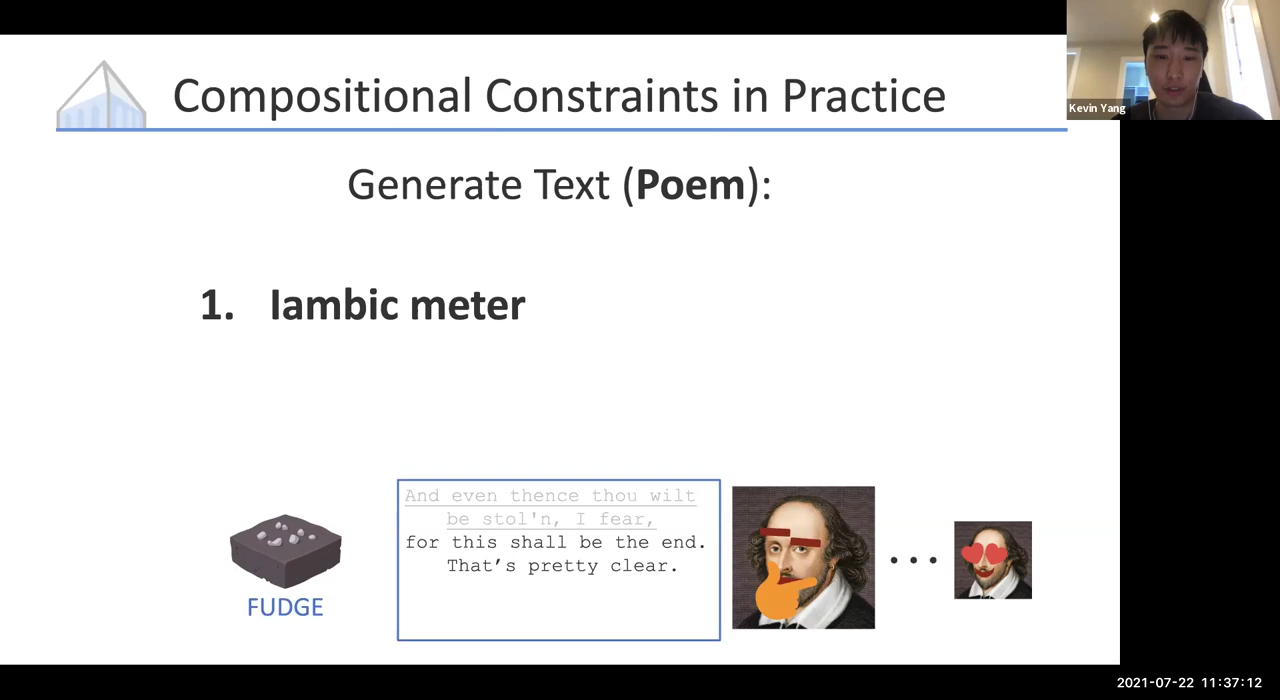 Compositional Constraints in Practice
Kevin Yang
Generate Text (Poem):
1. Iambic meter
And even thence thou wilt
be stol'n, I fear,
for this shall be the end.
That’s pretty clear.
FUDGE
2021-07-22 11:37:12